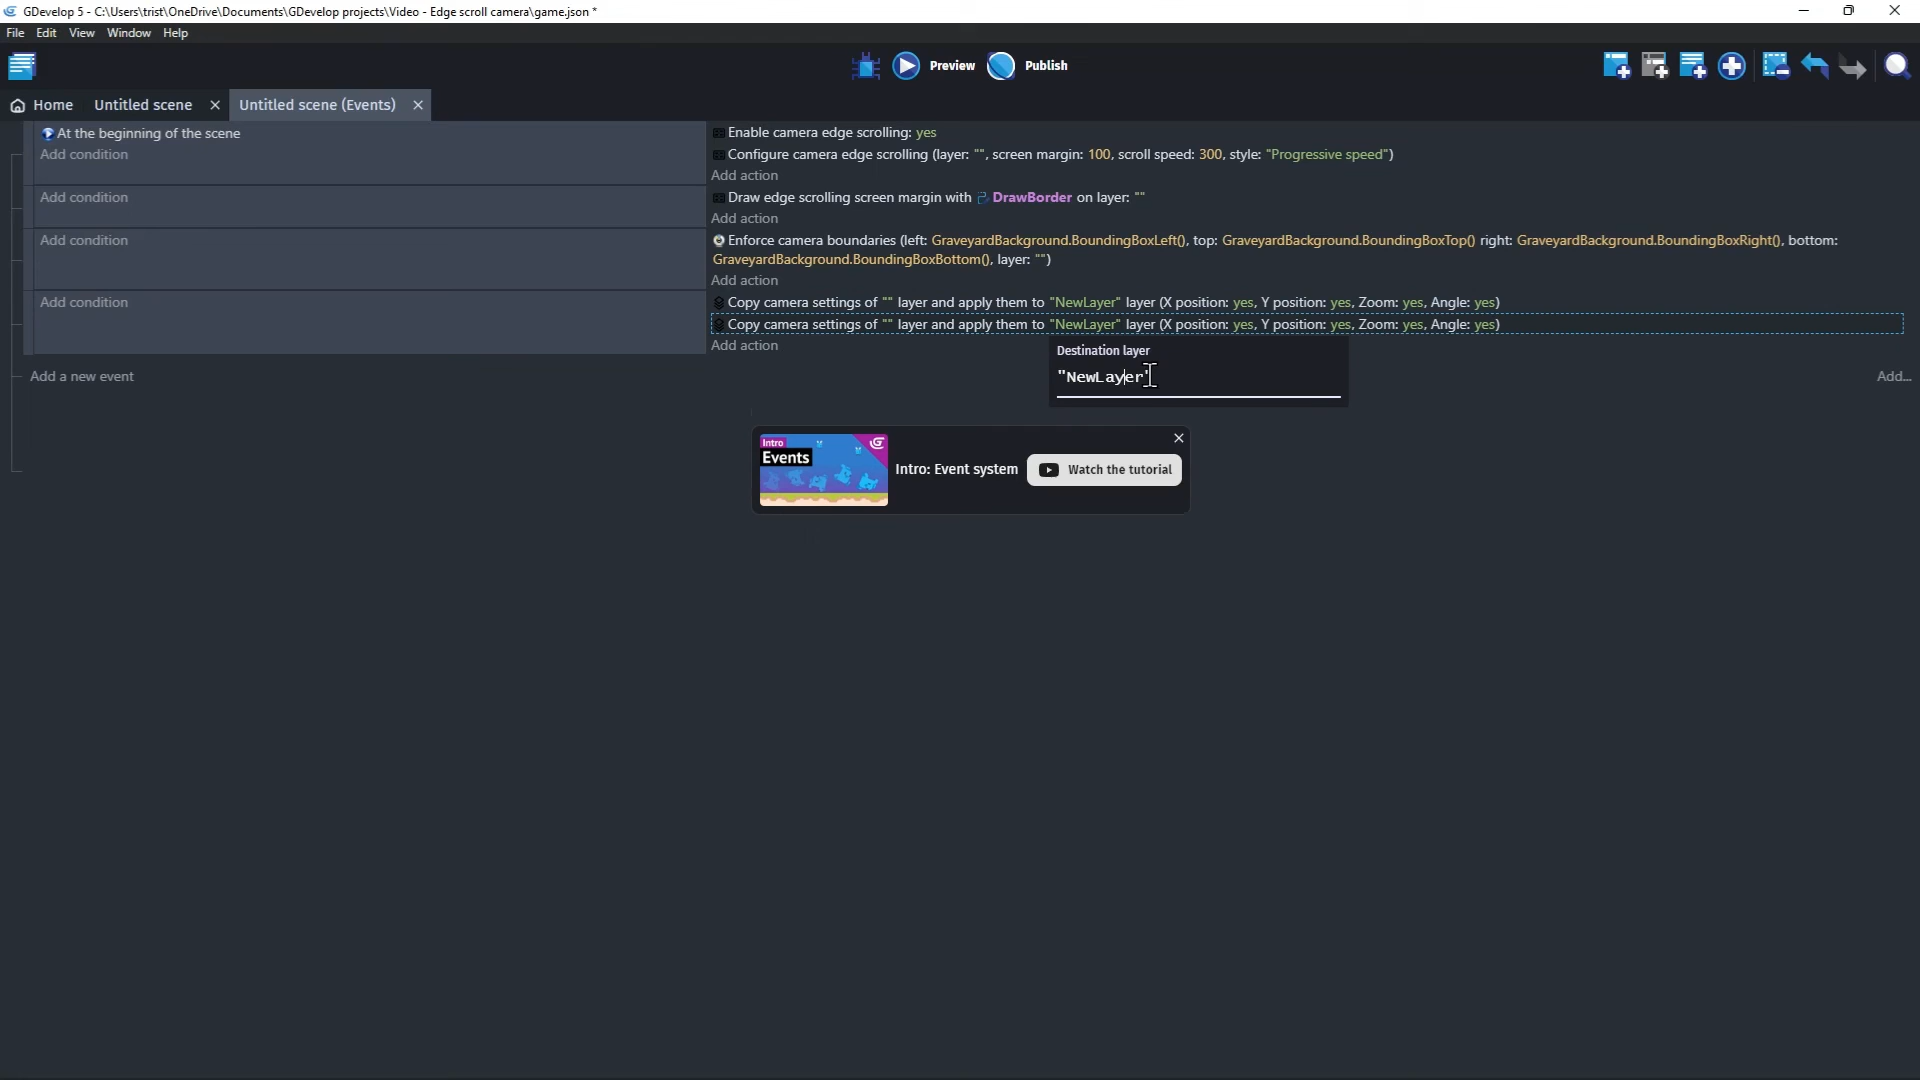 GDevelop 5 - C:\Users\trist\OneDrive\Documents\GDevelop projects\Video - Edge scroll camera\game.json *
File Edit View Window Help
Preview Publish
Home Untitled scene Untitled scene (Events)
At the beginning of the scene
Add condition
Enable camera edge scrolling: yes
Configure camera edge scrolling (layer: "", screen margin: 100, scroll speed: 300, style: "Progressive speed")
Add action
Add condition
Draw edge scrolling screen margin with DrawBorder on layer: ""
Add action
Add condition
Enforce camera boundaries (left: GraveyardBackground.BoundingBoxLeft(), top: GraveyardBackground.BoundingBoxTop() right: GraveyardBackground.BoundingBoxRight(), bottom:
GraveyardBackground.BoundingBoxBottom(), layer: "")
Add action
Add condition
Copy camera settings of "" layer and apply them to "NewLayer" layer (X position: yes, Y position: yes, Zoom: yes, Angle: yes)
Copy camera settings of "" layer and apply them to "NewLayer" layer (X position: yes, Y position: yes, Zoom: yes, Angle: yes)
Add action
Destination layer
"NewLayer"
Add a new event
Add...
Intro
Events
Intro: Event system
Watch the tutorial